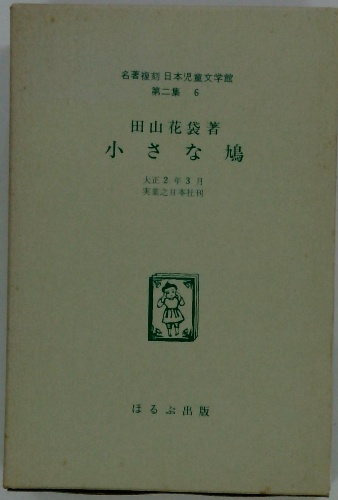 名著複刻 日本児童文学館
第二集 6
田山花袋著
小さな鳩
大正2年3月
実業之日本社刊
ほるぷ出版